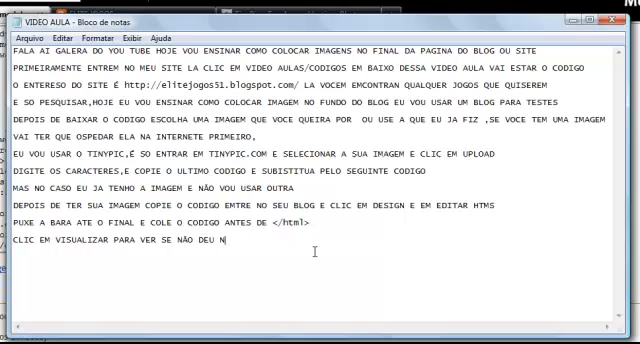 VIDEO AULA - Bloco de notas
Arquivo Editar Formatar Exibir Ajuda
FALA AI GALERA DO YOU TUBE HOJE VOU ENSINAR COMO COLOCAR IMAGENS NO FINAL DA PAGINA DO BLOG OU SITE
PRIMEIRAMENTE ENTREM NO MEU SITE LA CLIC EM VIDEO AULAS/CODIGOS EM BAIXO DESSA VIDEO AULA VAI ESTAR O CODIGO
O ENTERESO DO SITE É http://elitejogos51.blogspot.com/ LA VOCEM EMCONTRAN QUALQUER JOGOS QUE QUISEREM
E SO PESQUISAR,HOJE EU VOU ENSINAR COMO COLOCAR IMAGEM NO FUNDO DO BLOG EU VOU USAR UM BLOG PARA TESTES
DEPOIS DE BAIXAR O CODIGO ESCOLHA UMA IMAGEM QUE VOCE QUEIRA POR OU USE A QUE EU JA FIZ ,SE VOCE TEM UMA IMAGEM
VAI TER QUE OSPEDAR ELA NA INTERNETE PRIMEIRO,
EU VOU USAR O TINYPIC,É SO ENTRAR EM TINYPIC.COM E SELECIONAR A SUA IMAGEM E CLIC EM UPLOAD
DIGITE OS CARACTERES,E COPIE O ULTIMO CODIGO E SUBISTITUA PELO SEGUINTE CODIGO
MAS NO CASO EU JA TENHO A IMAGEM E NÃO VOU USAR OUTRA
DEPOIS DE TER SUA IMAGEM COPIE O CODIGO EMTRE NO SEU BLOG E CLIC EM DESIGN E EM EDITAR HTMS
PUXE A BARA ATE O FINAL E COLE O CODIGO ANTES DE </html>
CLIC EM VISUALIZAR PARA VER SE NÃO DEU N